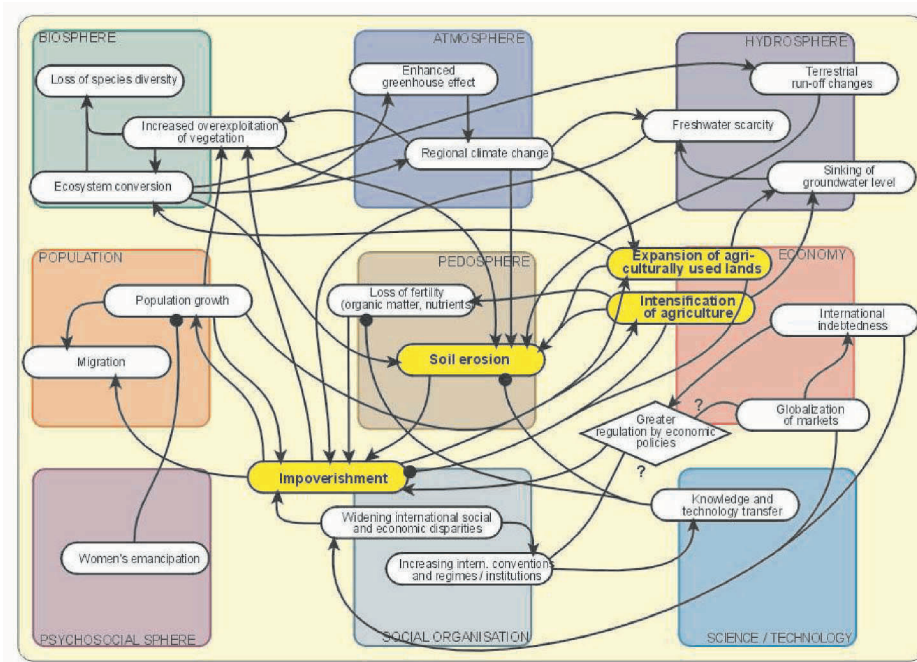 BIOSPHERE
ATMOSPHERE
HYDROSPHERE
Loss of species diversity
Enhanced
greenhouse effect
Terrestrial
run-off changes
Increased overexploitation
of vegetation
Regional climate change
Freshwater scarcity
Ecosystem conversion
Sinking of
groundwater level
POPULATION
PEDOSPHERE
ECONOMY
Expansion of agri-
culturally used lands
Population growth
Loss of fertility
(organic matter, nutrients)
Intensification
of agriculture
International
indebtedness
Migration
Soil erosion
?
Globalization
of markets
Greater
regulation by economic
policies
?
Impoverishment
Widening international social
and economic disparities
Knowledge and
technology transfer
Women's emancipation
Increasing intern. conventions
and regimes / institutions
PSYCHOSOCIAL SPHERE
SOCIAL ORGANISATION
SCIENCE / TECHNOLOGY